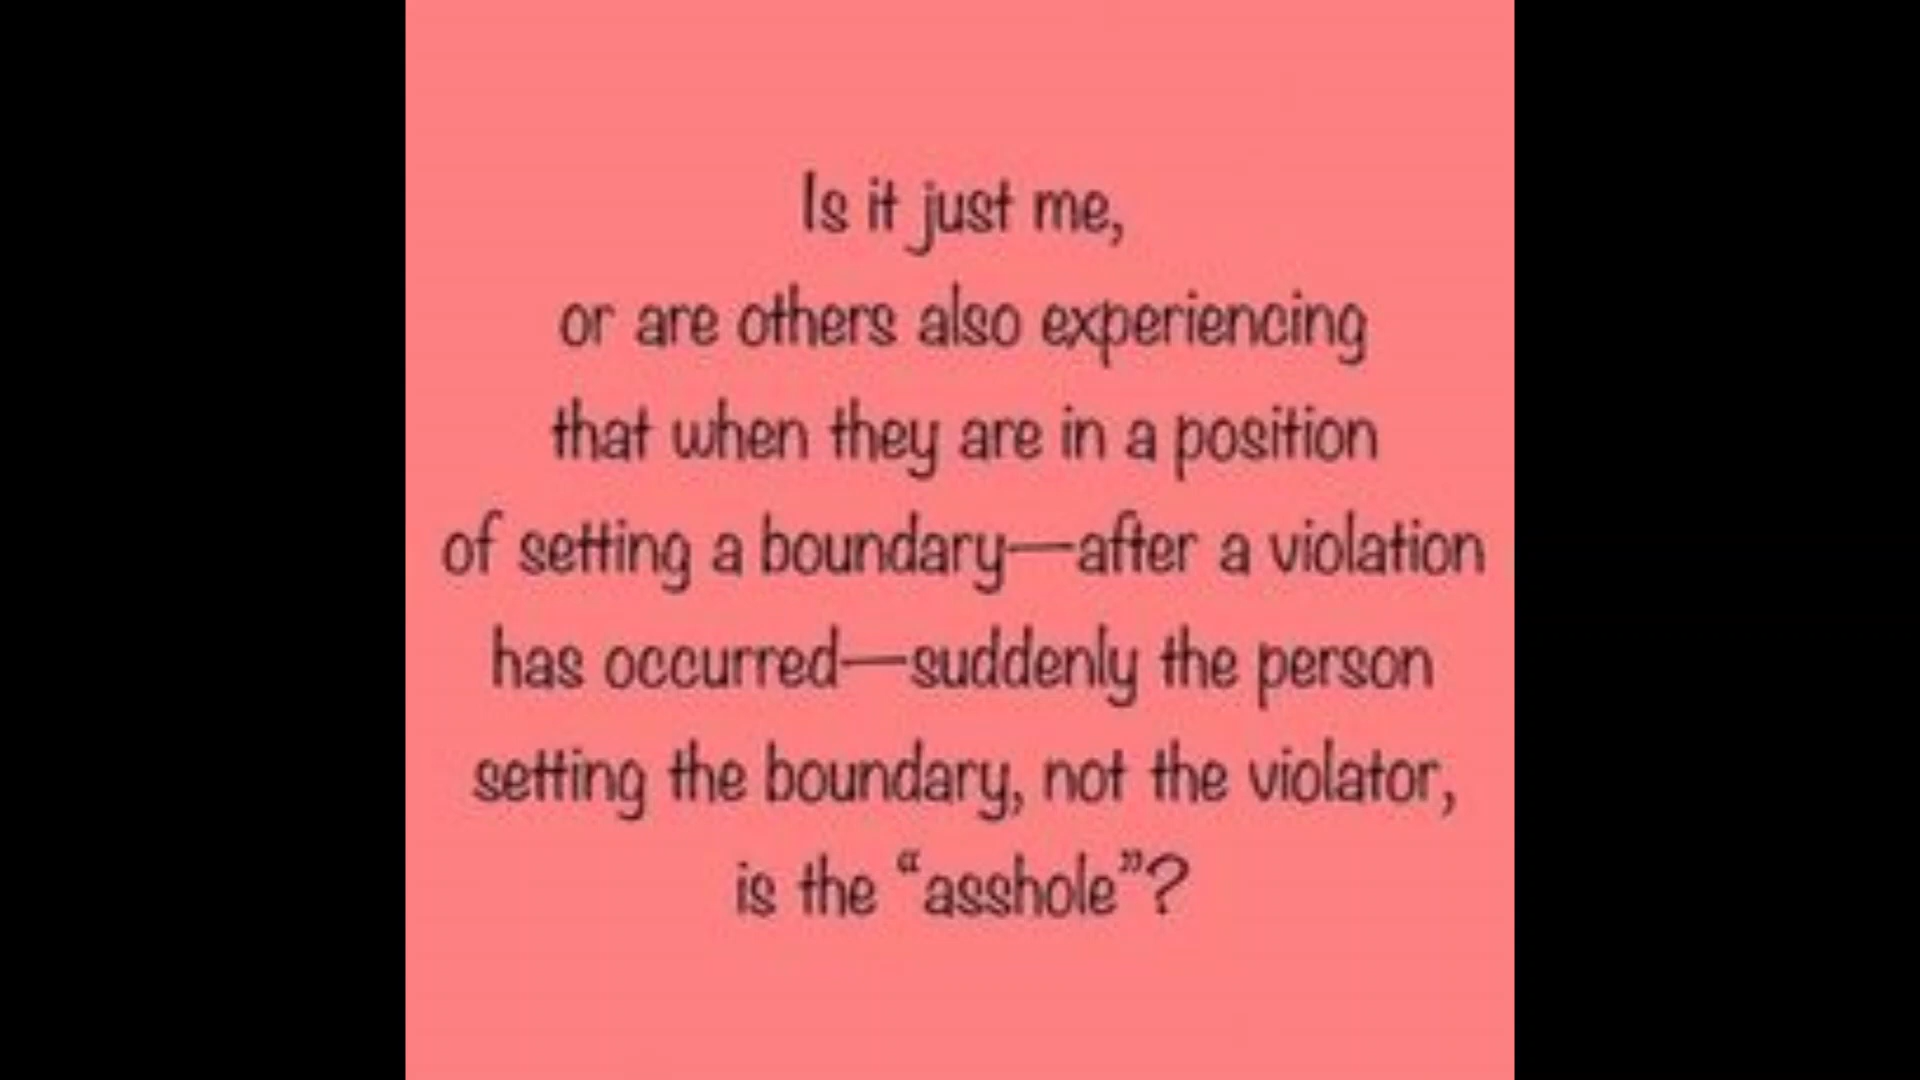 Is it just me,
or are others also experiencing
that when they are in a position
of setting a boundary—after a violation
has occurred—suddenly the person
setting the boundary, not the violator,
is the “asshole”?